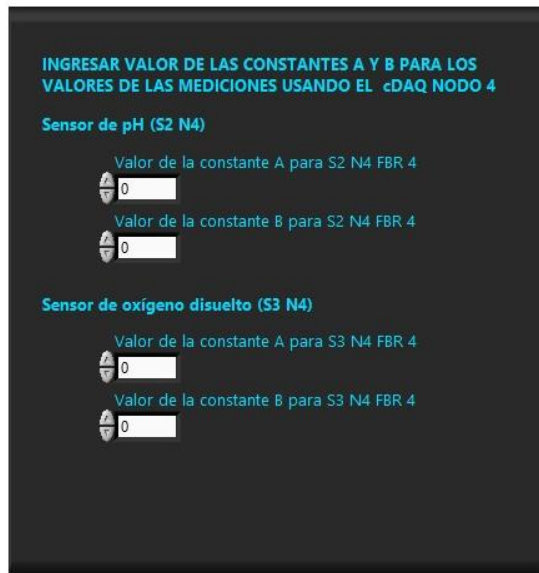 INGRESAR VALOR DE LAS CONSTANTES A Y B PARA LOS
VALORES DE LAS MEDICIONES USANDO EL cDAQ NODO 4
Sensor de pH (S2 N4)
Valor de la constante A para S2 N4 FBR 4
0
Valor de la constante B para S2 N4 FBR 4
0
Sensor de oxígeno disuelto (S3 N4)
Valor de la constante A para S3 N4 FBR 4
0
Valor de la constante B para S3 N4 FBR 4
0